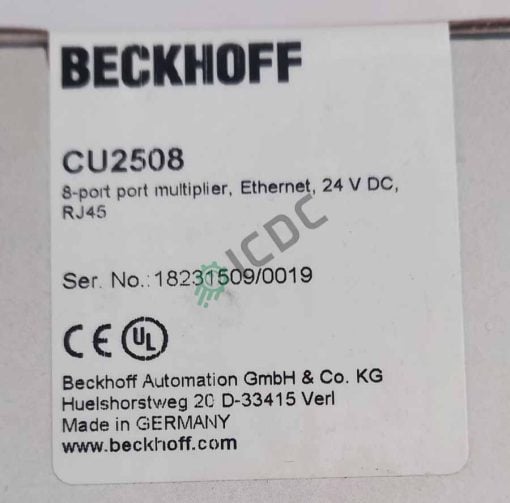 BECKHOFF
CU2508
8-port port multiplier, Ethernet, 24 V DC,
RJ45
ICDC
Ser. No.:18231509/0019
CE UL
Beckhoff Automation GmbH & Co. KG
Huelshorstweg 20 D-33415 Verl
Made in GERMANY
www.beckhoff.com